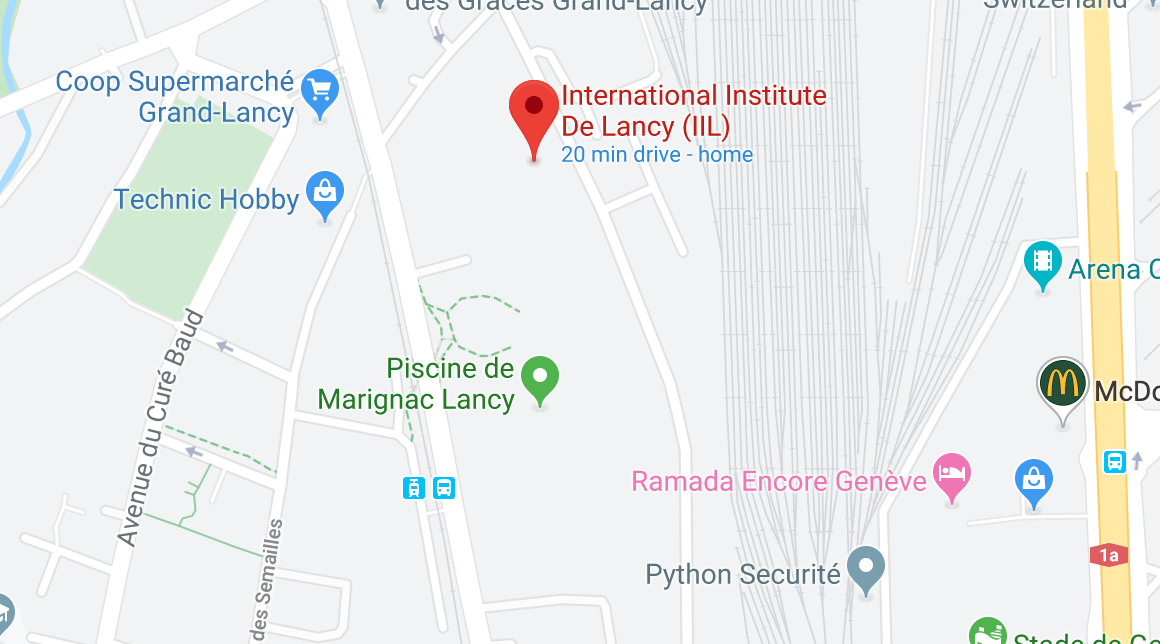 des Grâces Grand-Lancy
Switzerland
Coop Supermarché
Grand-Lancy
International Institute
De Lancy (IIL)
20 min drive - home
Technic Hobby
Arena C
Piscine de
Marignac Lancy
McDo
Avenue du Curé Baud
Ramada Encore Genève
1a
Python Securité
des Semailles
Stade de Ge